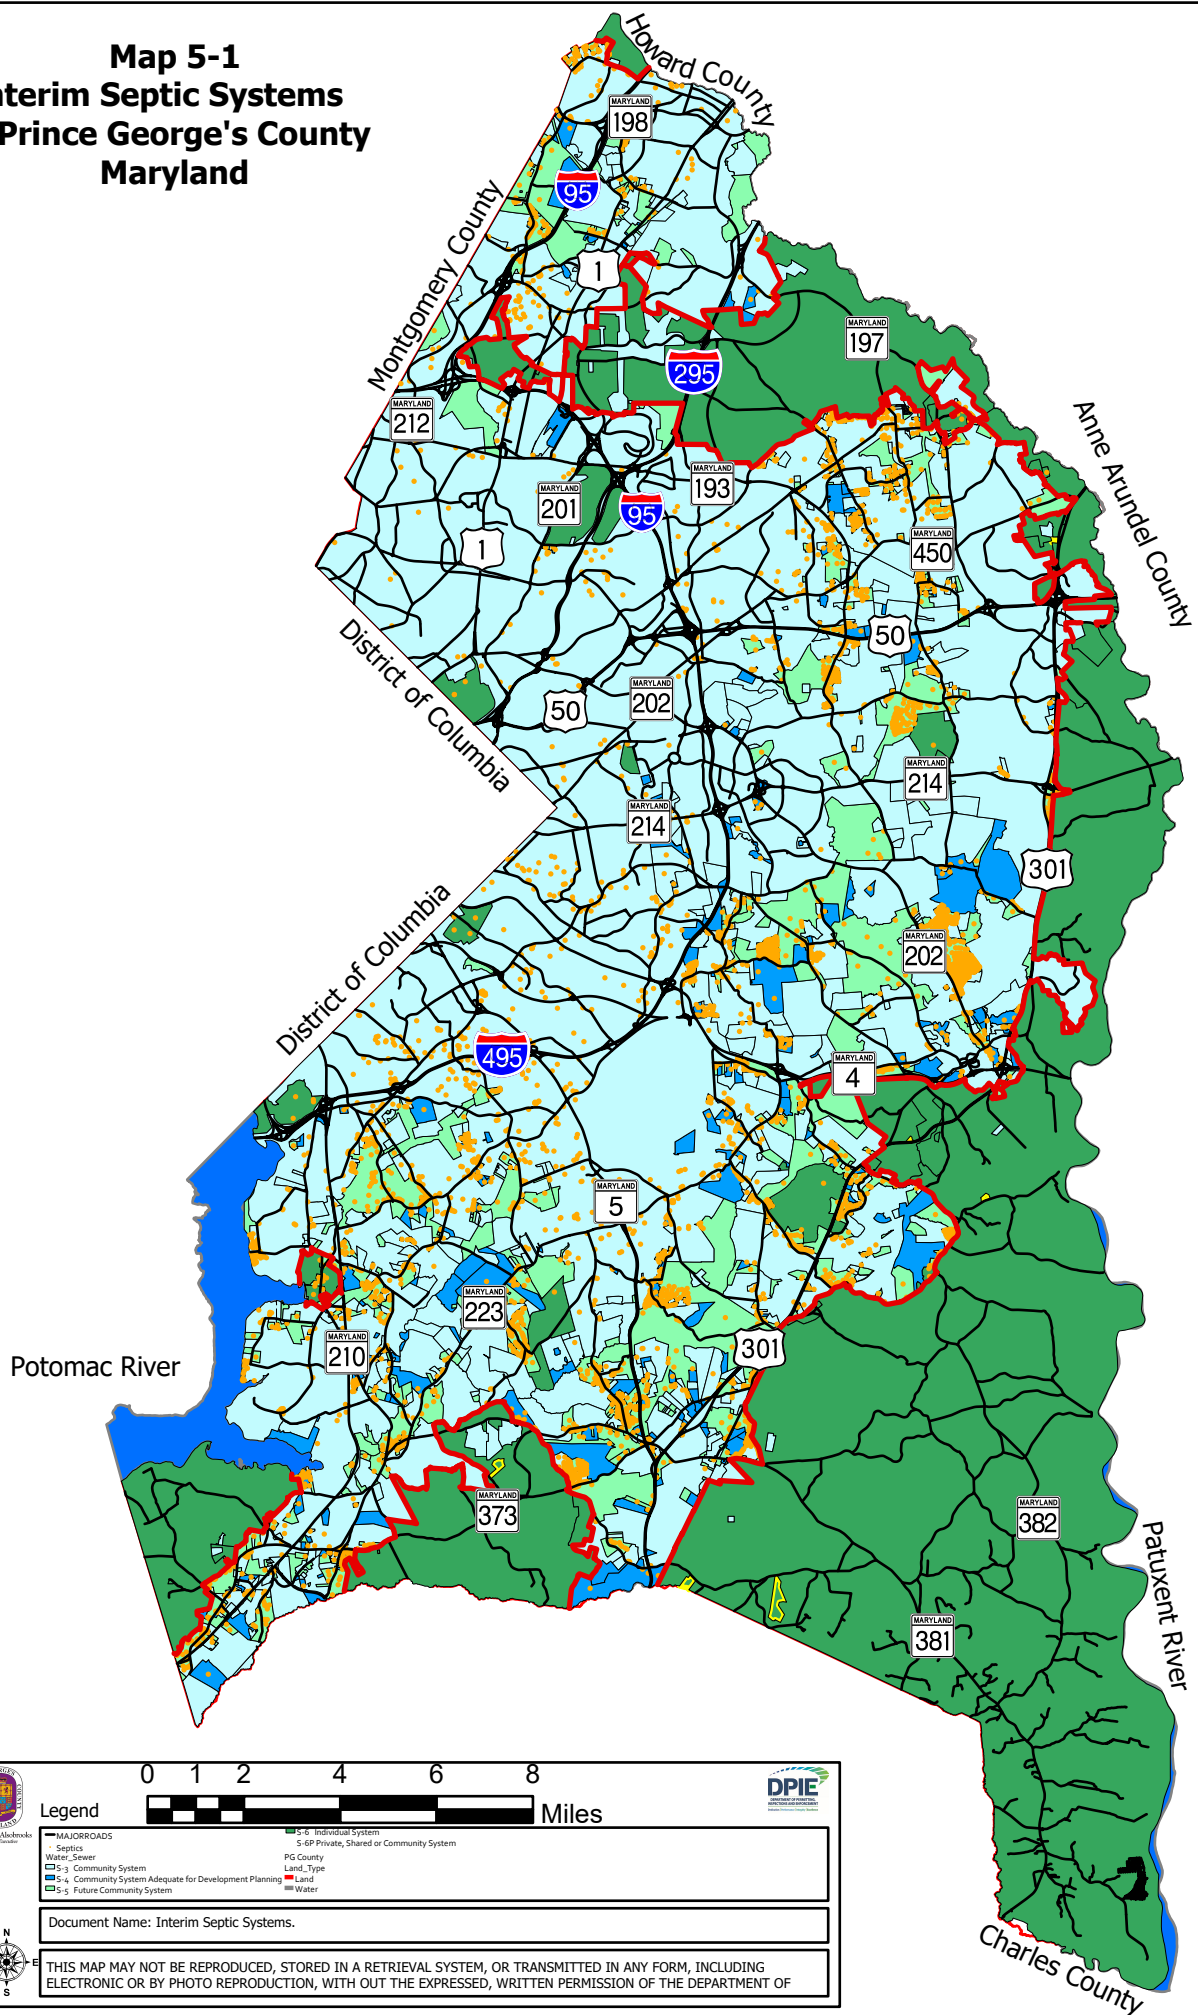 Map 5-1
nterim Septic Systems
Prince George's County
Maryland
Howard County
MARYLAND
198
95
Montgomery County
1
MARYLAND
197
295
MARYLAND
212
Anne Arundel County
MARYLAND
193
MARYLAND
201
95
1
MARYLAND
450
50
District of Columbia
MARYLAND
202
50
MARYLAND
214
MARYLAND
214
301
District of Columbia
MARYLAND
202
495
MARYLAND
4
MARYLAND
5
MARYLAND
223
MARYLAND
210
301
Potomac River
MARYLAND
373
MARYLAND
382
Patuxent River
MARYLAND
381
Charles County
0 1 2 4 6 8
Miles
DPIE
Legend
MAJORROADS
Septics
Water_Sewer
S-3 Community System
S-4 Community System Adequate for Development Planning
S-5 Future Community System
S-6 Individual System
S-6P Private, Shared or Community System
PG County
Land_Type
Land
Water
Document Name: Interim Septic Systems.
N
E
S
THIS MAP MAY NOT BE REPRODUCED, STORED IN A RETRIEVAL SYSTEM, OR TRANSMITTED IN ANY FORM, INCLUDING
ELECTRONIC OR BY PHOTO REPRODUCTION, WITH OUT THE EXPRESSED, WRITTEN PERMISSION OF THE DEPARTMENT OF